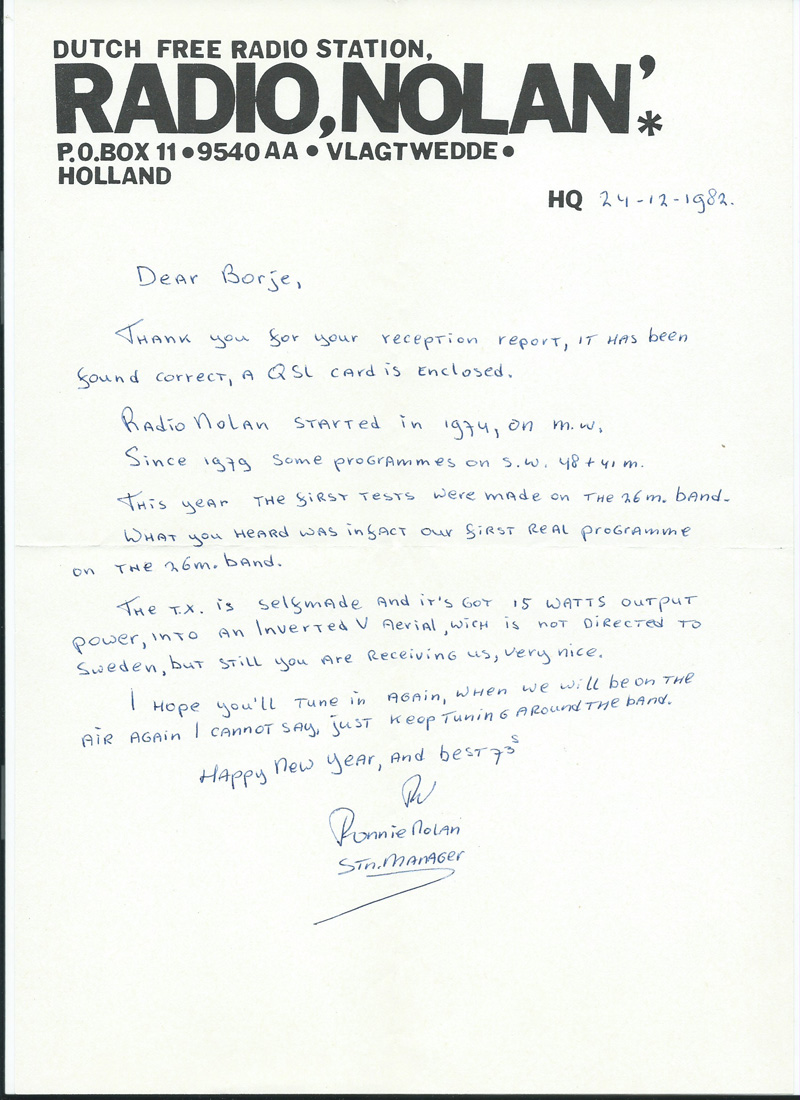 DUTCH FREE RADIO STATION,
RADIO, NOLAN'.*
P.O.BOX 11 • 9540 AA • VLAGTWEDDE •
HOLLAND
HQ 24-12-1982.
Dear Borje,
Thank you for your reception report, it has been
found correct, a QSL card is enclosed.
Radio Nolan started in 1974, on m.w.
Since 1979 some programmes on s.w. 48 + 41 m.
This year the first tests were made on the 26 m. band.
What you heard was infact our first real programme
on the 26 m. band.
The T.X. is selfmade and it's got 15 watts output
power, into an Inverted V aerial, wich is not directed to
Sweden, but still you are receiving us, very nice.
I hope you'll tune in again, when we will be on the
air again I cannot say, just keep tuning around the band.
Happy New Year, and best 73s
RN
Ronnie Nolan
Stn. Manager